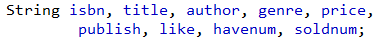 String isbn, title, author, genre, price,
publish, like, havenum, soldnum;